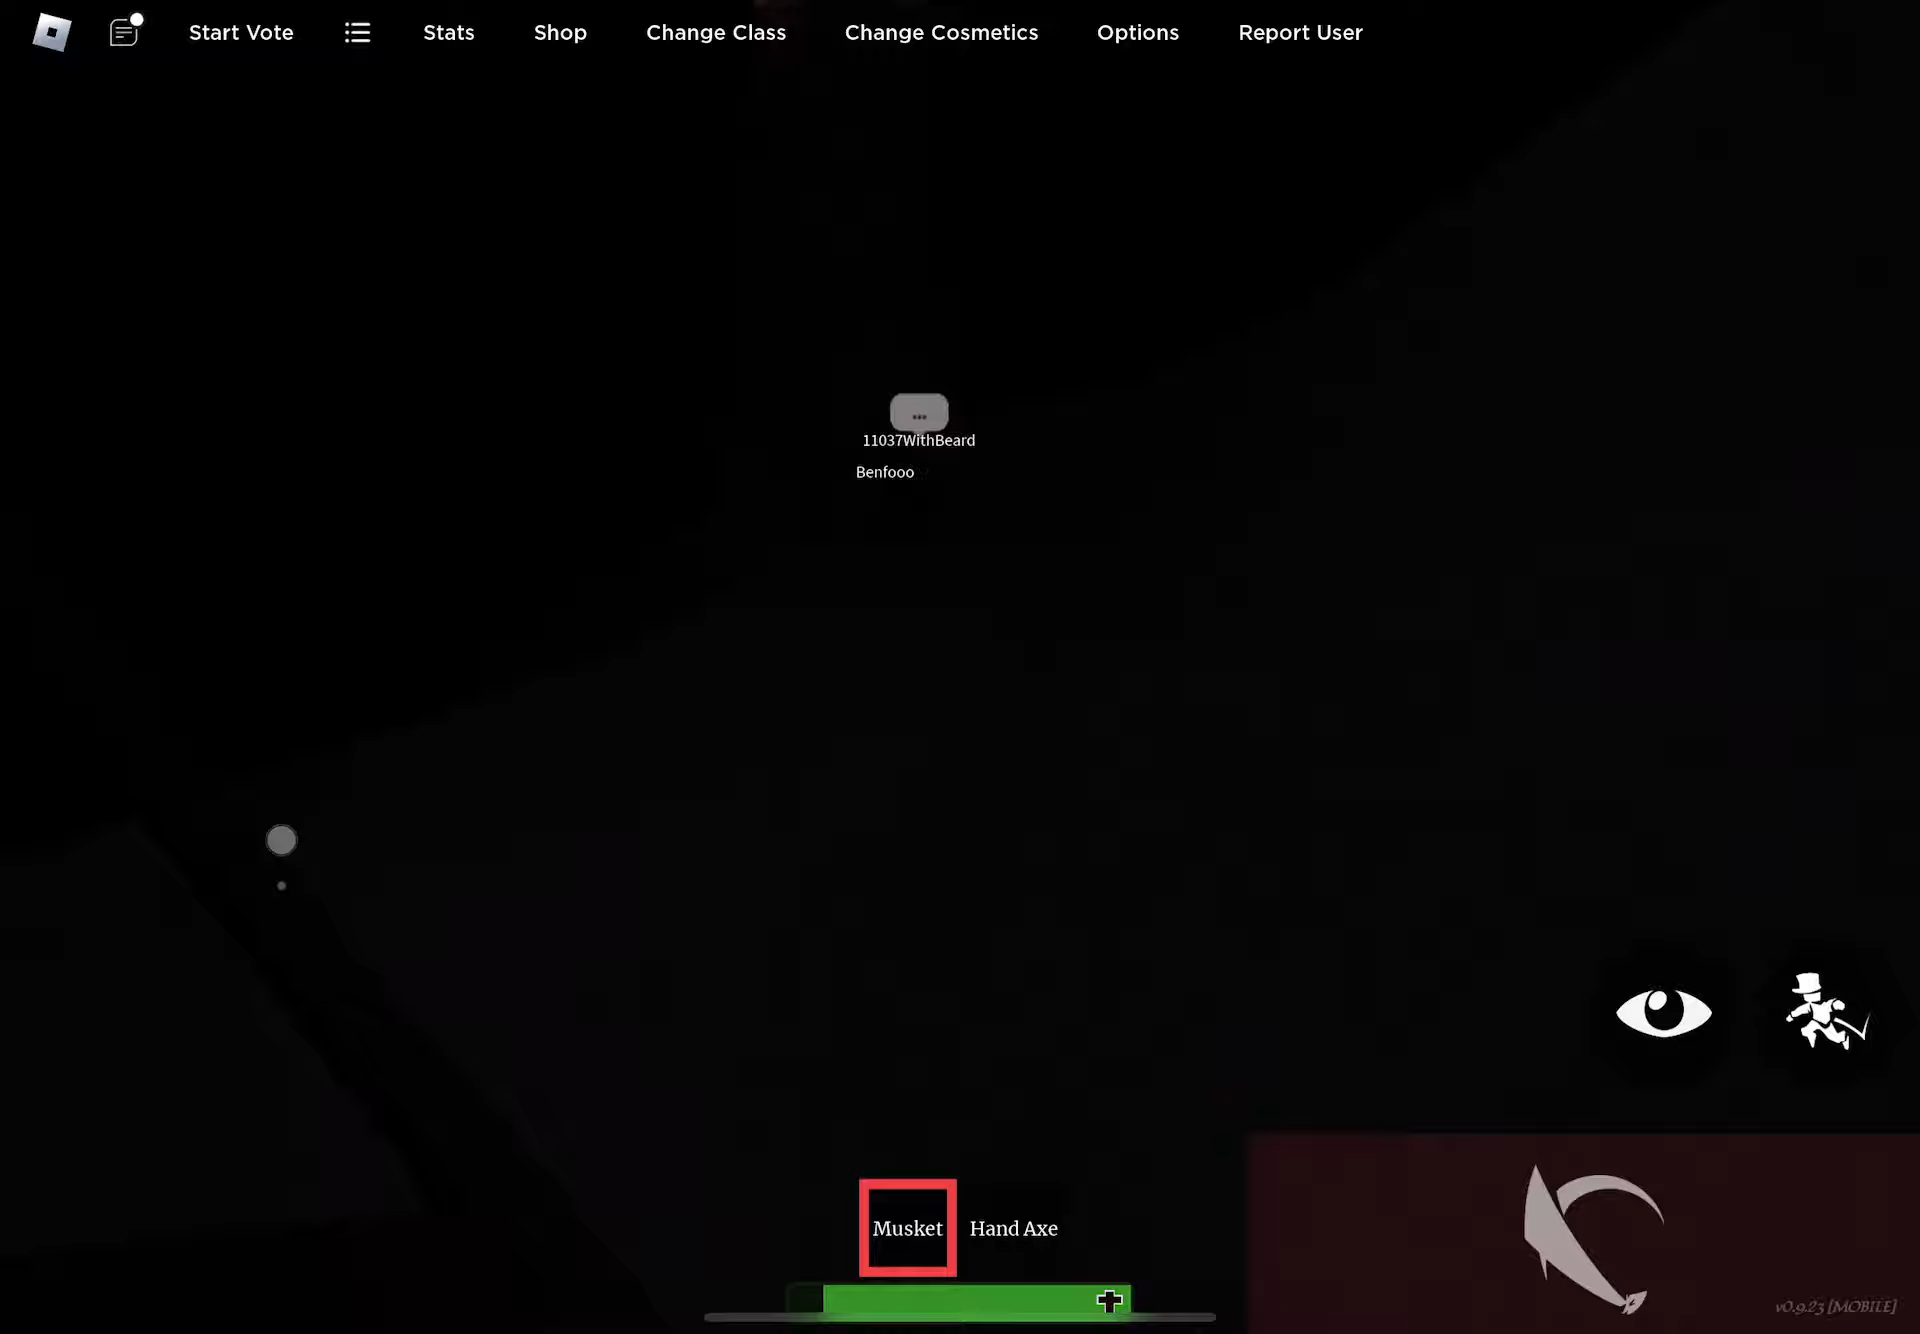 Start Vote
Stats
Shop
Change Class
Change Cosmetics
Options
Report User
...
11037WithBeard
Benfooo
Musket
Hand Axe
v0.9.23 [MOBILE]